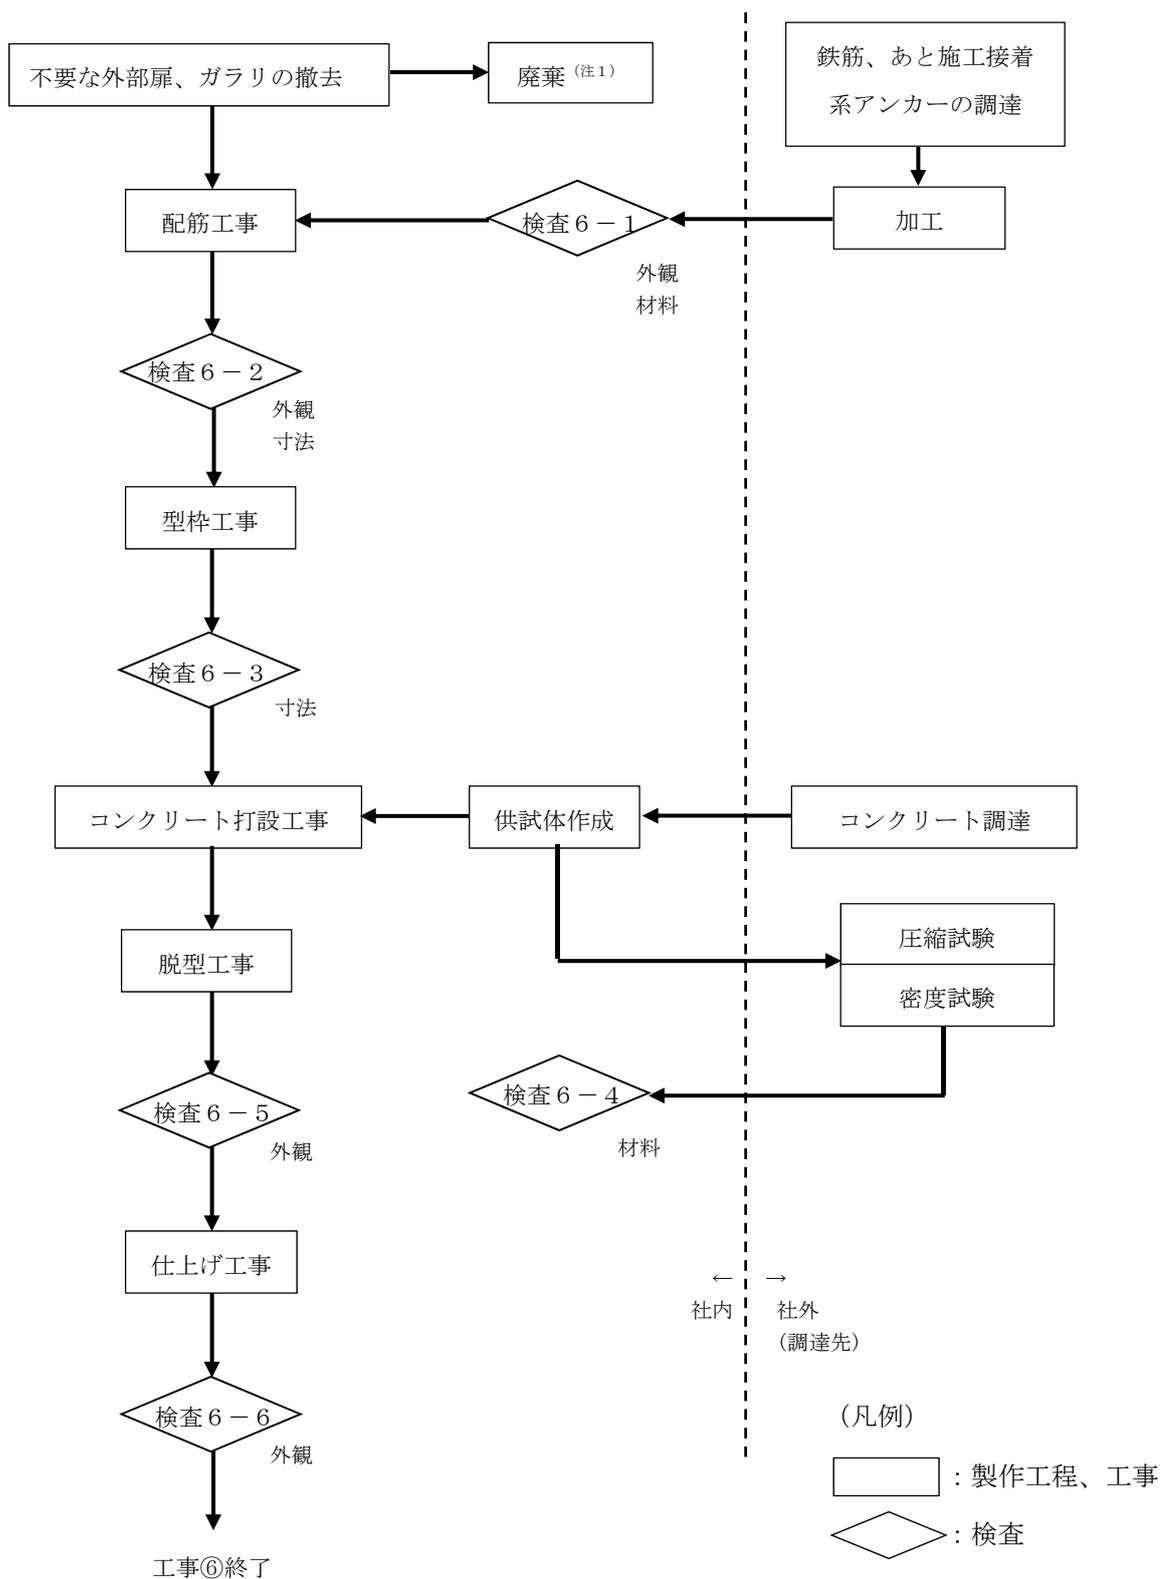 不要な外部扉、ガラリの撤去
廃棄（注１）
鉄筋、あと施工接着
系アンカーの調達
配筋工事
検査６－１
加工
外観
材料
検査６－２
外観
寸法
型枠工事
検査６－３
寸法
コンクリート打設工事
供試体作成
コンクリート調達
圧縮試験
脱型工事
密度試験
検査６－４
検査６－５
材料
外観
仕上げ工事
← →
社内 社外
（調達先）
検査６－６
（凡例）
外観
：製作工程、工事
：検査
工事⑥終了